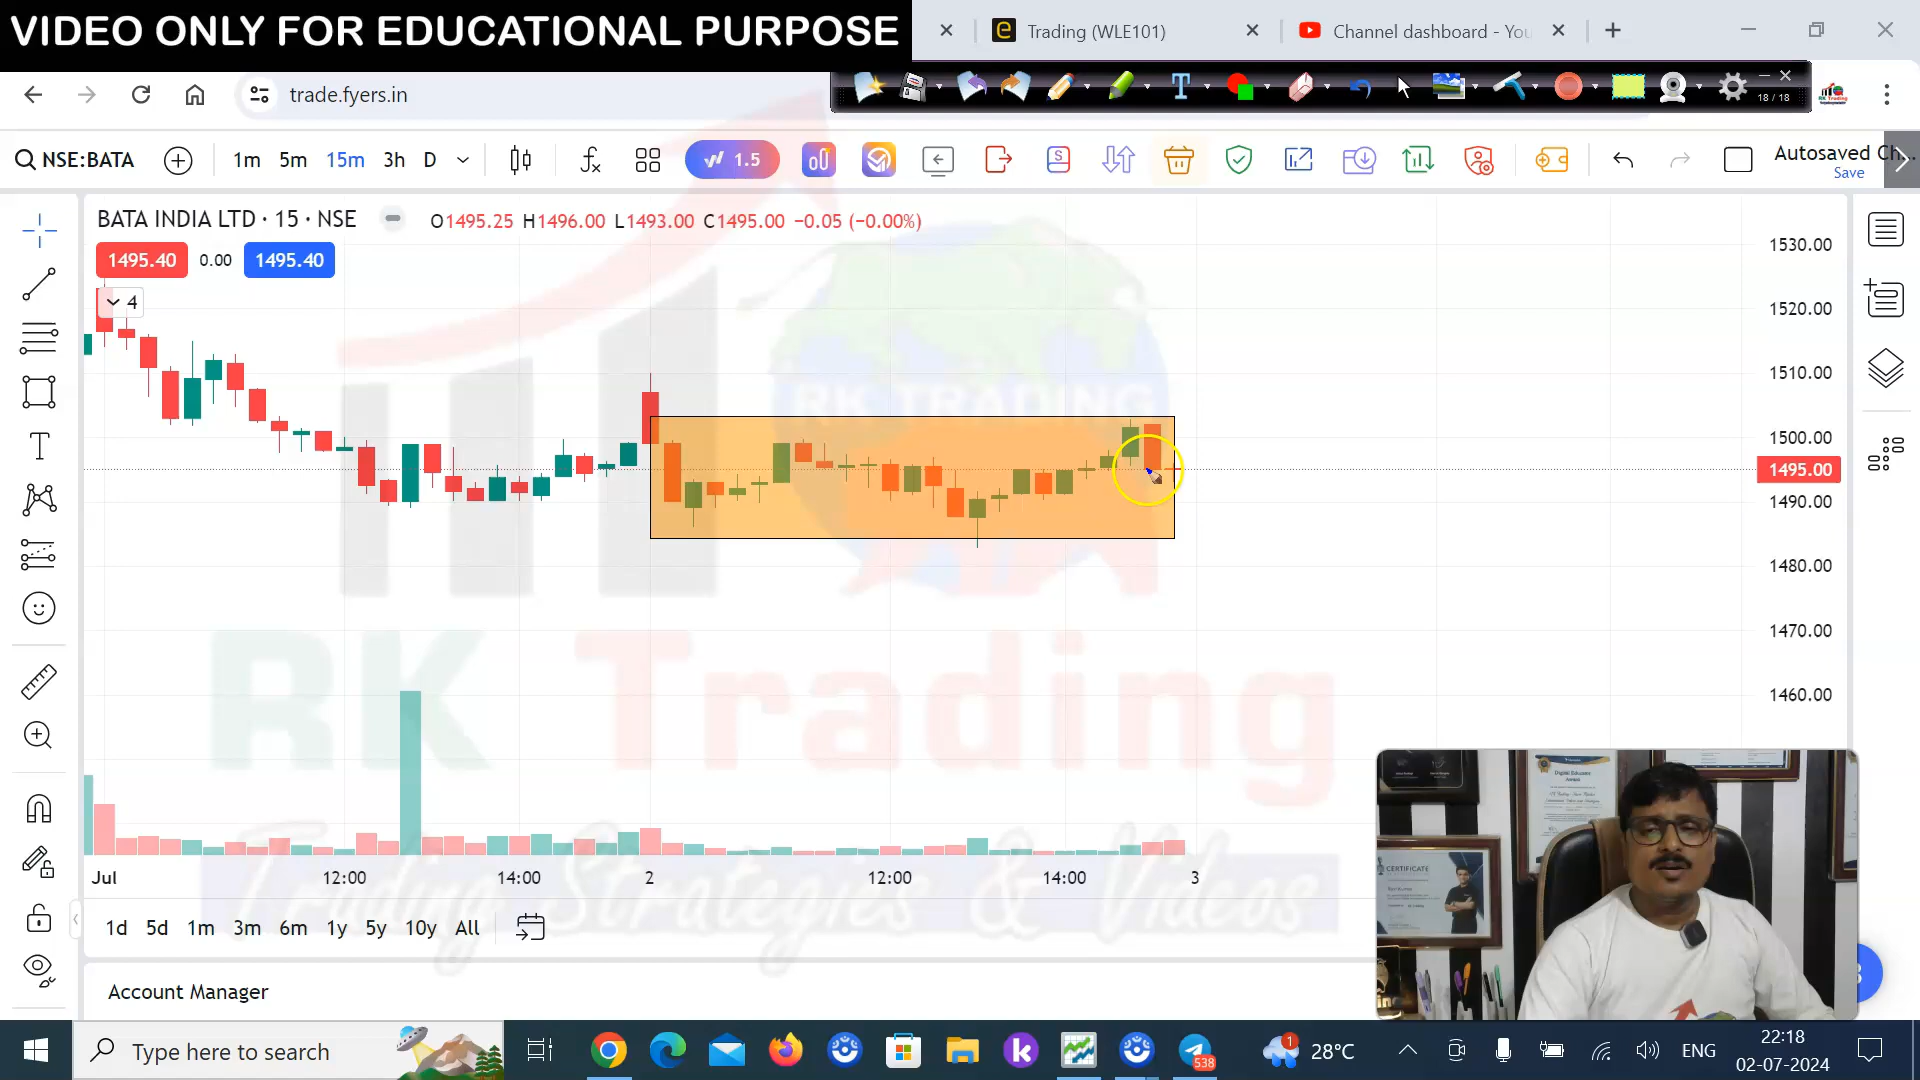 VIDEO ONLY FOR EDUCATIONAL PURPOSE
Trading (WLE101)
Channel dashboard - You
trade.fyers.in
18 / 18
NSE:BATA
1m 5m 15m 3h D
1.5
Autosaved Ch...
Save
BATA INDIA LTD · 15 · NSE
O1495.25 H1496.00 L1493.00 C1495.00 −0.05 (−0.00%)
1495.40 0.00 1495.40
4
1530.00
1520.00
1510.00
1500.00
1495.00
1490.00
1480.00
1470.00
1460.00
RK TRADING
RK Trading
Trading Strategies & Videos
Jul 12:00 14:00 2 12:00 14:00 3
1d 5d 1m 3m 6m 1y 5y 10y All
Account Manager
CERTIFICATE
Type here to search
538
1
28°C
ENG
22:18
02-07-2024